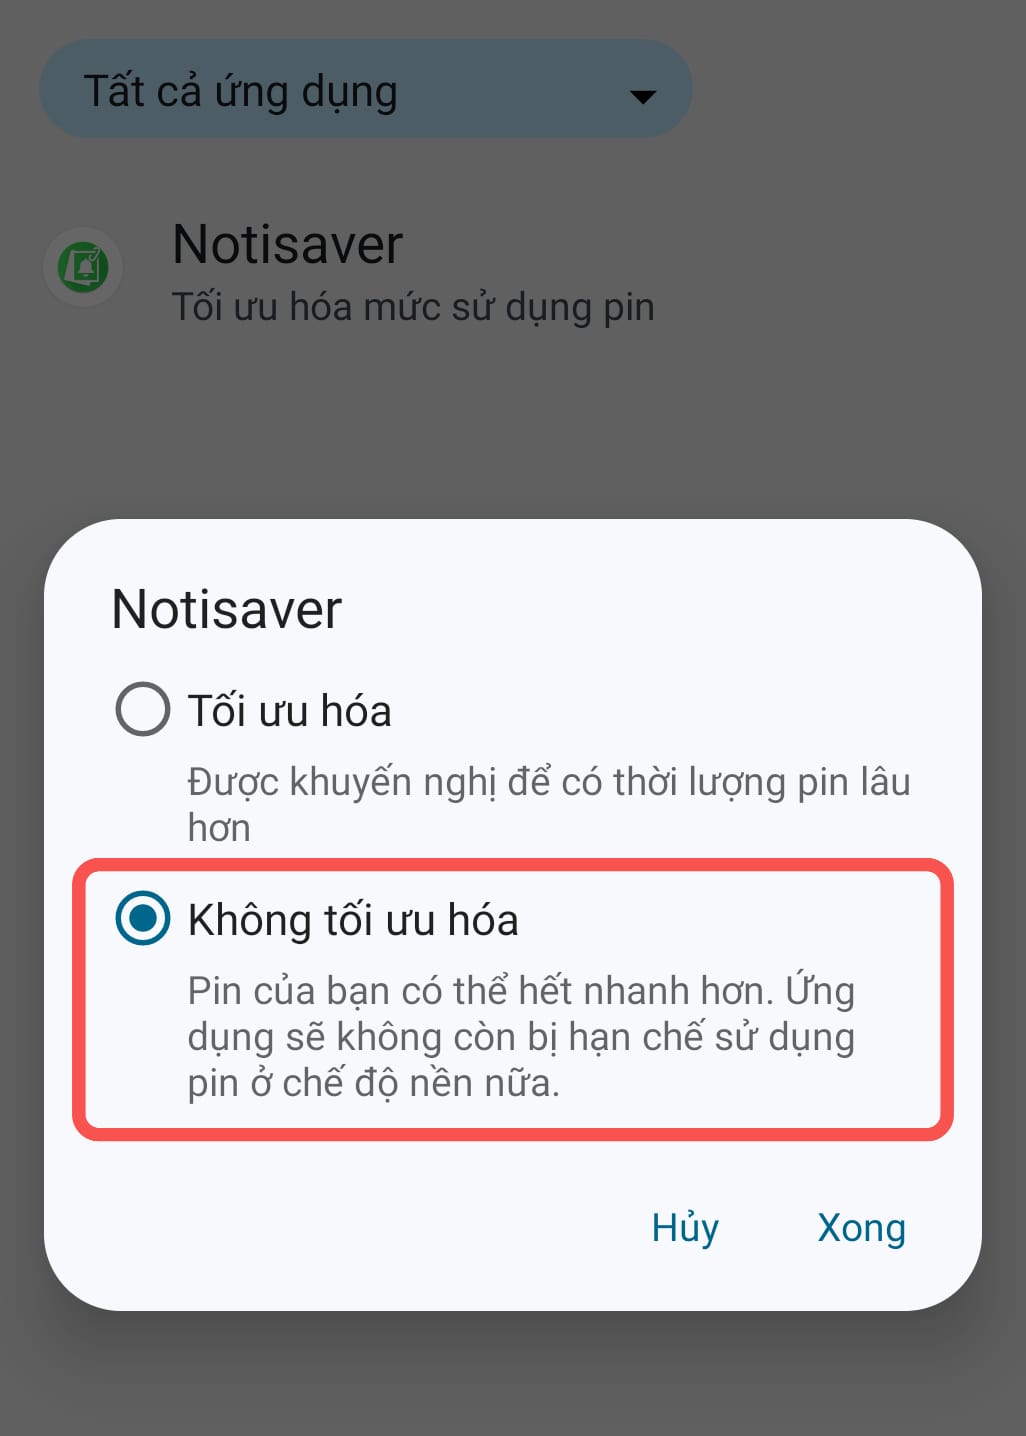 Tất cả ứng dụng
Notisaver
Tối ưu hóa mức sử dụng pin
Notisaver
Tối ưu hóa
Được khuyến nghị để có thời lượng pin lâu
hơn
Không tối ưu hóa
Pin của bạn có thể hết nhanh hơn. Ứng
dụng sẽ không còn bị hạn chế sử dụng
pin ở chế độ nền nữa.
Hủy
Xong